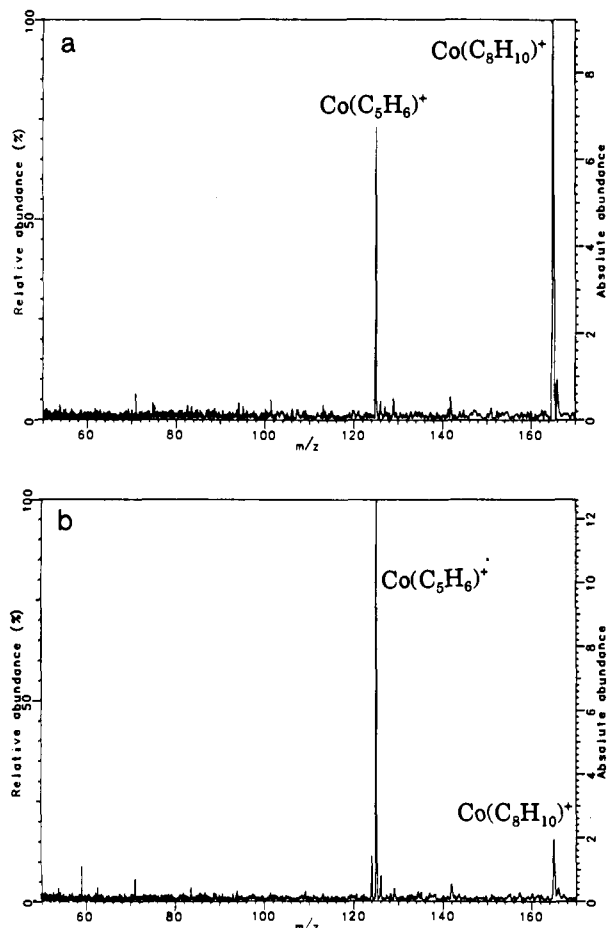 a
Co(C₈H₁₀)⁺
Co(C₅H₆)⁺
Relative abundance (%)
100
50
0
Absolute abundance
8
6
4
2
0
60 80 100 120 140 160
m/z
b
Co(C₅H₆)⁺
Co(C₈H₁₀)⁺
Relative abundance (%)
100
50
0
Absolute abundance
12
10
8
6
4
2
0
60 80 100 120 140 160
m/z